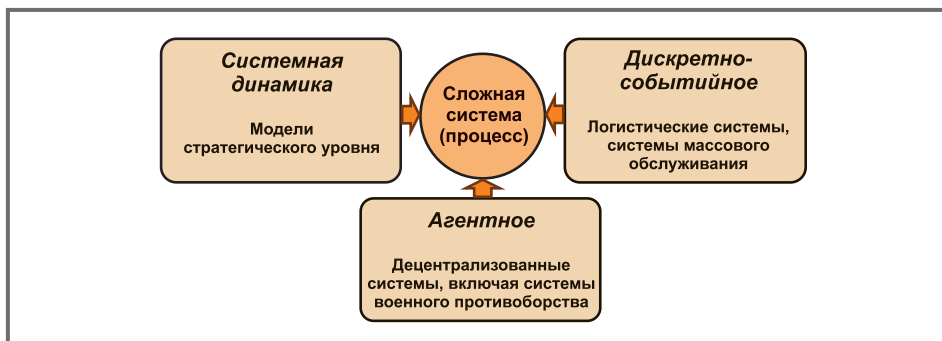 Системная
динамика
Модели
стратегического уровня
Сложная
система
(процесс)
Дискретно-
событийное
Логистические системы,
системы массового
обслуживания
Агентное
Децентрализованные
системы, включая системы
военного противоборства